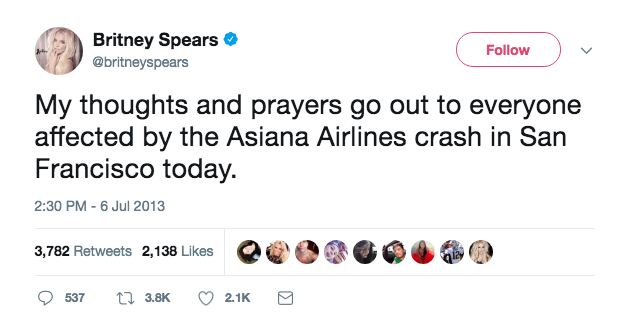 Britney Spears
@britneyspears
Follow
My thoughts and prayers go out to everyone
affected by the Asiana Airlines crash in San
Francisco today.
2:30 PM - 6 Jul 2013
3,782 Retweets 2,138 Likes
537 3.8K 2.1K